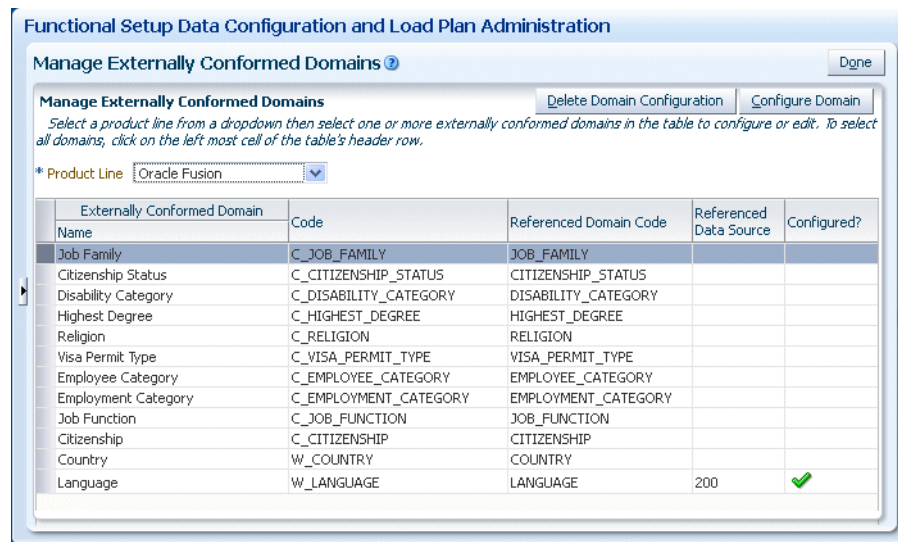 Functional Setup Data Configuration and Load Plan Administration
Manage Externally Conformed Domains
Done
Manage Externally Conformed Domains
Delete Domain Configuration
Configure Domain
Select a product line from a dropdown then select one or more externally conformed domains in the table to configure or edit. To select
all domains, click on the left most cell of the table's header row.
* Product Line Oracle Fusion
Externally Conformed Domain
Name
Code
Referenced Domain Code
Referenced
Data Source
Configured?
Job Family C_JOB_FAMILY JOB_FAMILY
Citizenship Status C_CITIZENSHIP_STATUS CITIZENSHIP_STATUS
Disability Category C_DISABILITY_CATEGORY DISABILITY_CATEGORY
Highest Degree C_HIGHEST_DEGREE HIGHEST_DEGREE
Religion C_RELIGION RELIGION
Visa Permit Type C_VISA_PERMIT_TYPE VISA_PERMIT_TYPE
Employee Category C_EMPLOYEE_CATEGORY EMPLOYEE_CATEGORY
Employment Category C_EMPLOYMENT_CATEGORY EMPLOYMENT_CATEGORY
Job Function C_JOB_FUNCTION JOB_FUNCTION
Citizenship C_CITIZENSHIP CITIZENSHIP
Country W_COUNTRY COUNTRY
Language W_LANGUAGE LANGUAGE 200